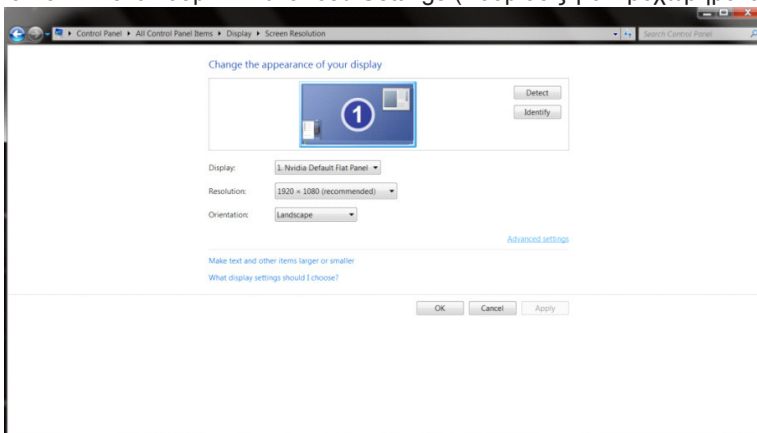 Control Panel ▸ All Control Panel Items ▸ Display ▸ Screen Resolution
Search Control Panel
Change the appearance of your display
1
Detect
Identify
Display: 1. Nvidia Default Flat Panel
Resolution: 1920 × 1080 (recommended)
Orientation: Landscape
Advanced settings
Make text and other items larger or smaller
What display settings should I choose?
OK Cancel Apply